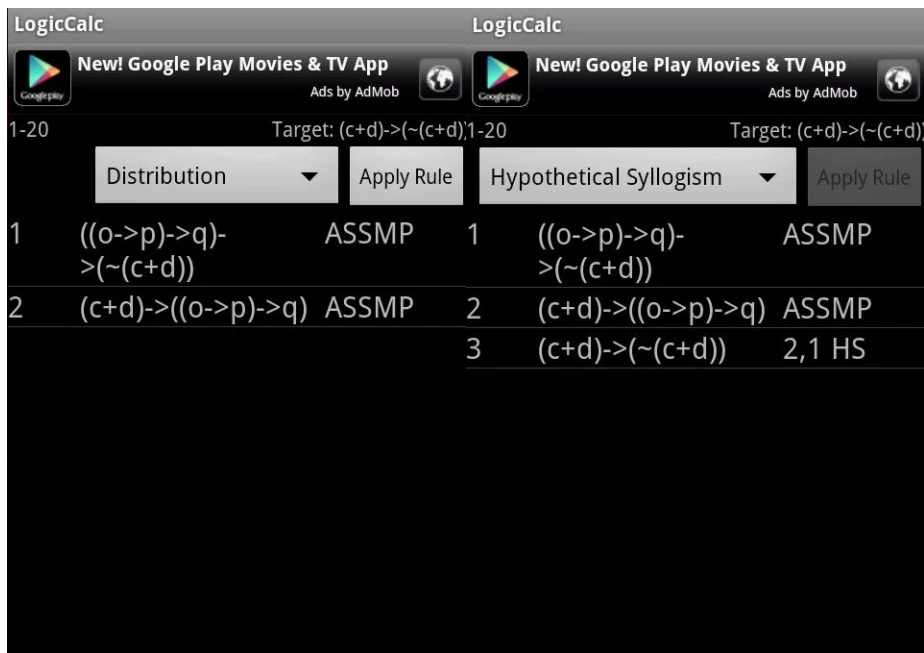 LogicCalc
Googleplay
New! Google Play Movies & TV App
Ads by AdMob
1-20
Target: (c+d)->(~(c+d))
Distribution
Apply Rule
1 ((o->p)->q)- ASSMP
>(~(c+d))
2 (c+d)->((o->p)->q) ASSMP
LogicCalc
Googleplay
New! Google Play Movies & TV App
Ads by AdMob
1-20
Target: (c+d)->(~(c+d))
Hypothetical Syllogism
Apply Rule
1 ((o->p)->q)- ASSMP
>(~(c+d))
2 (c+d)->((o->p)->q) ASSMP
3 (c+d)->(~(c+d)) 2,1 HS